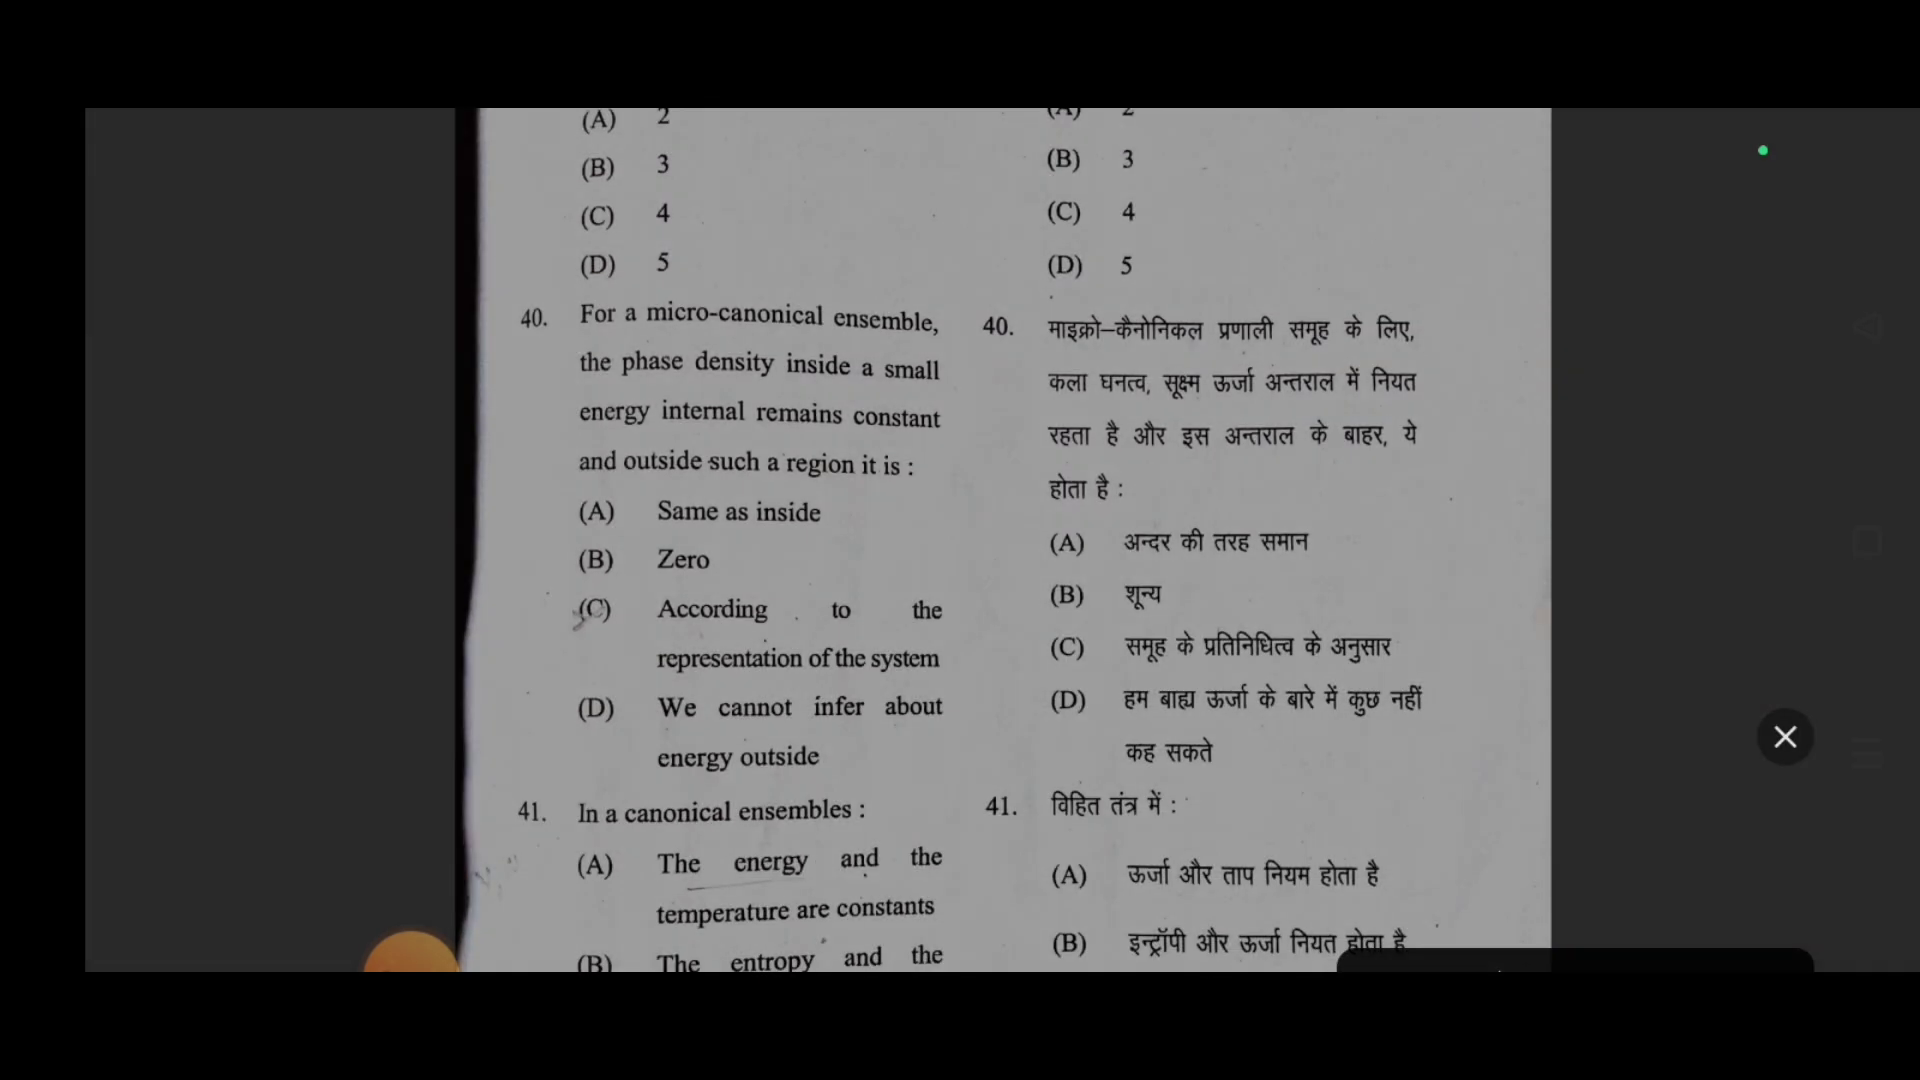 (A) 2
(B) 3
(C) 4
(D) 5
40. For a micro-canonical ensemble,
the phase density inside a small
energy internal remains constant
and outside such a region it is :
(A) Same as inside
(B) Zero
(C) According to the
representation of the system
(D) We cannot infer about
energy outside
41. In a canonical ensembles :
(A) The energy and the
temperature are constants
(B) The entropy and the
(A) 2
(B) 3
(C) 4
(D) 5
40. माइक्रो–कैनोनिकल प्रणाली समूह के लिए,
कला घनत्व, सूक्ष्म ऊर्जा अन्तराल में नियत
रहता है और इस अन्तराल के बाहर, ये
होता है :
(A) अन्दर की तरह समान
(B) शून्य
(C) समूह के प्रतिनिधित्व के अनुसार
(D) हम बाह्य ऊर्जा के बारे में कुछ नहीं
कह सकते
41. विहित तंत्र में :
(A) ऊर्जा और ताप नियम होता है
(B) इन्ट्रॉपी और ऊर्जा नियत होता है